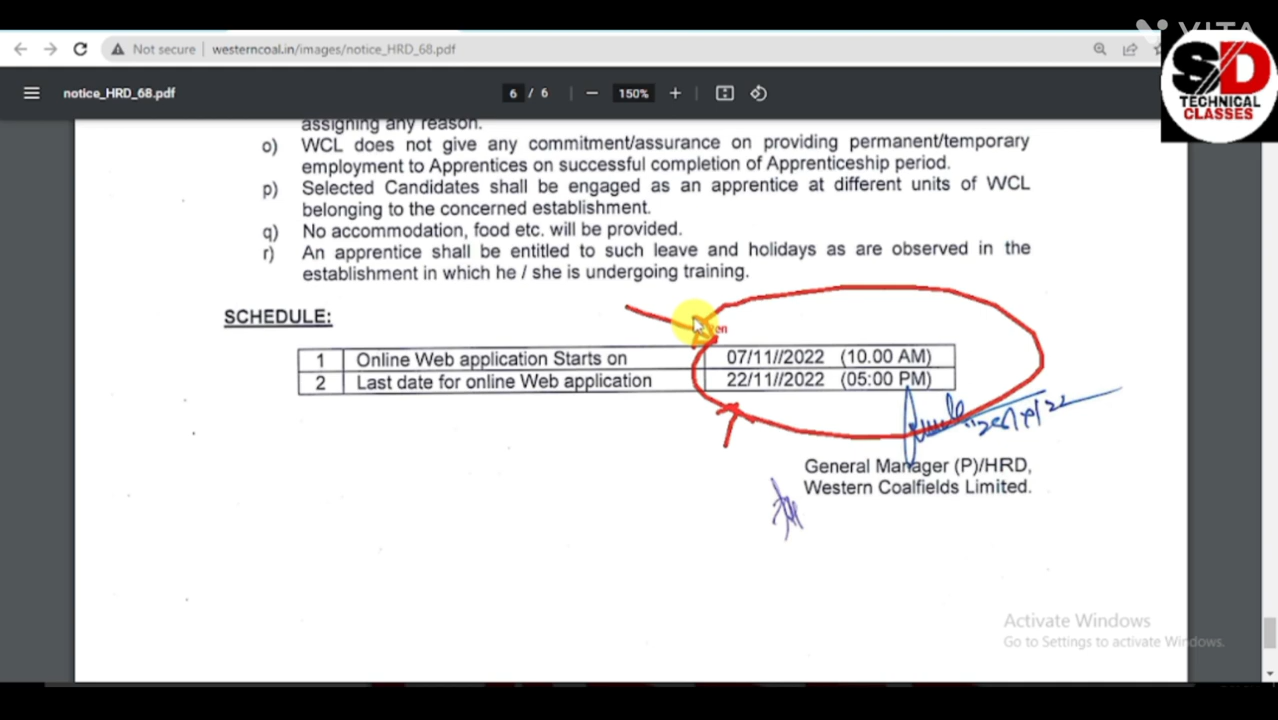 VITA
Not secure westerncoal.in/images/notice_HRD_68.pdf
SD
TECHNICAL
CLASSES
notice_HRD_68.pdf 6 / 6 150%
assigning any reason.
o) WCL does not give any commitment/assurance on providing permanent/temporary
employment to Apprentices on successful completion of Apprenticeship period.
p) Selected Candidates shall be engaged as an apprentice at different units of WCL
belonging to the concerned establishment.
q) No accommodation, food etc. will be provided.
r) An apprentice shall be entitled to such leave and holidays as are observed in the
establishment in which he / she is undergoing training.
SCHEDULE:
1 Online Web application Starts on 07/11//2022 (10.00 AM)
2 Last date for online Web application 22/11//2022 (05:00 PM)
General Manager (P)/HRD,
Western Coalfields Limited.
Activate Windows
Go to Settings to activate Windows.